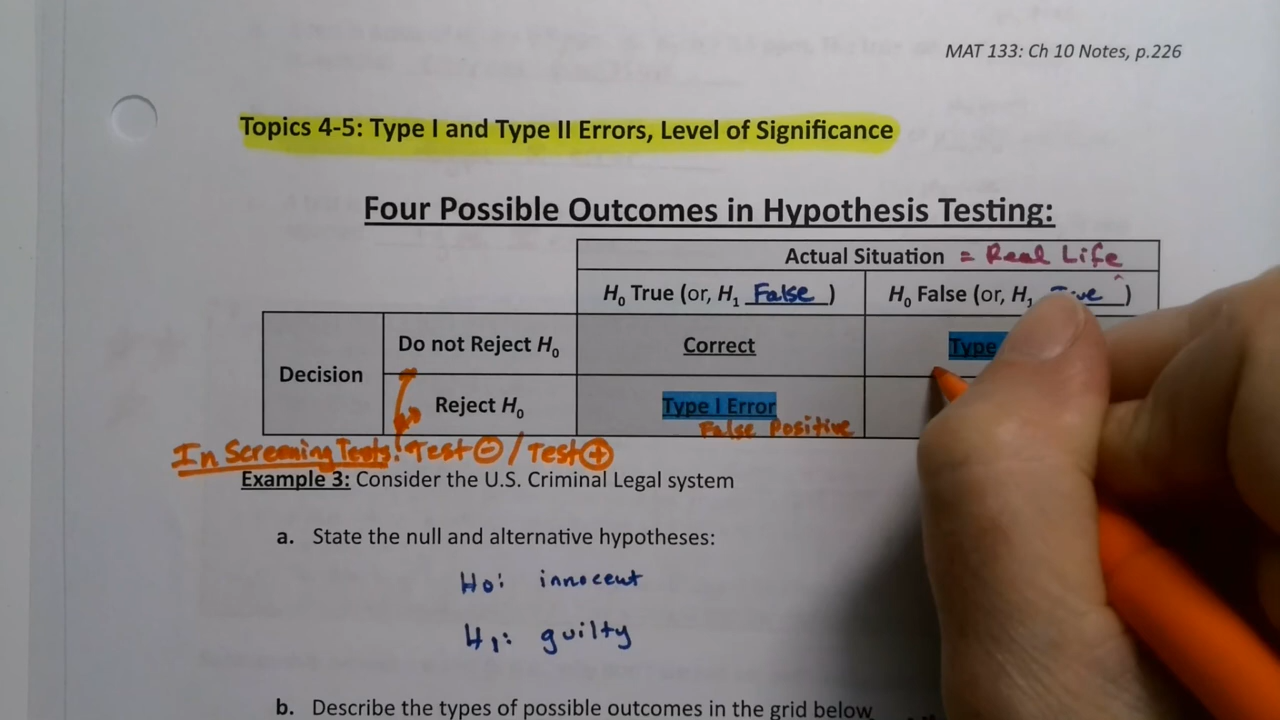 MAT 133: Ch 10 Notes, p.226
Topics 4-5: Type I and Type II Errors, Level of Significance
Four Possible Outcomes in Hypothesis Testing:
Actual Situation = Real Life
H₀ True (or, H₁ False) H₀ False (or, H₁ True)
Decision
Do not Reject H₀ Correct Type
Reject H₀ Type I Error
False Positive
In Screening Tests: Test ⊖ / Test ⊕
Example 3: Consider the U.S. Criminal Legal system
a. State the null and alternative hypotheses:
H₀: innocent
H₁: guilty
b. Describe the types of possible outcomes in the grid below